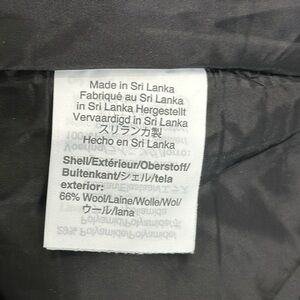 Made in Sri Lanka
Fabriqué au Sri Lanka
in Sri Lanka Hergestellt
Vervaardigd in Sri Lanka
スリランカ製
Hecho en Sri Lanka
Shell/Extérieur/Oberstoff/
Buitenkant/シェル/tela
exterior:
66% Wool/Laine/Wolle/Wol/
ウール/lana